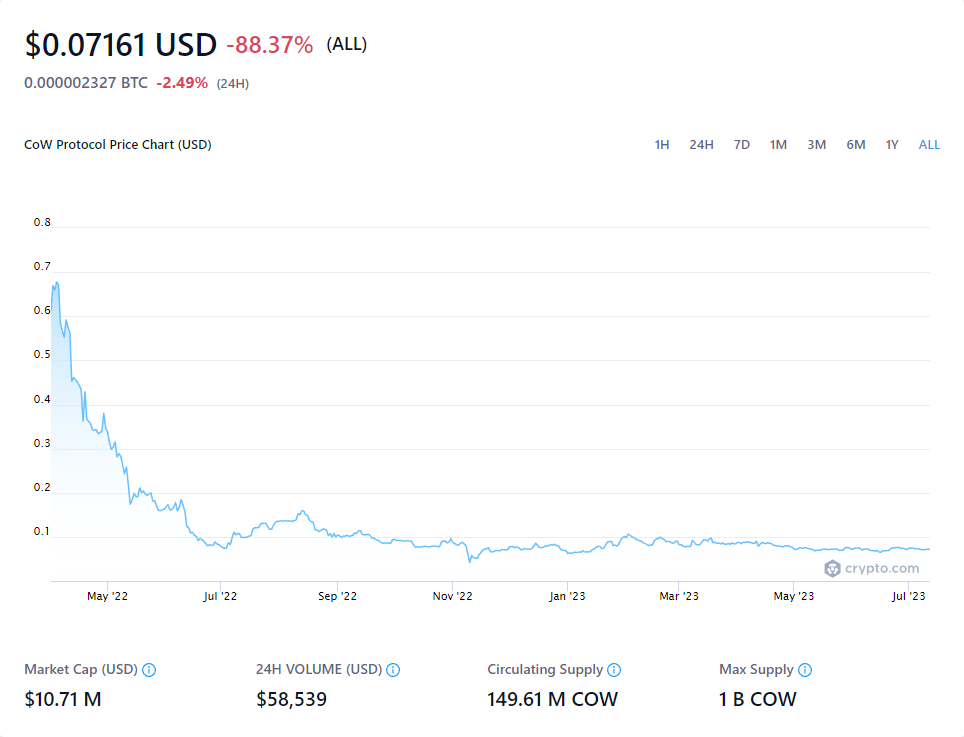 $0.07161 USD -88.37% (ALL)
0.000002327 BTC -2.49% (24H)
CoW Protocol Price Chart (USD) 1H 24H 7D 1M 3M 6M 1Y ALL
0.8
0.7
0.6
0.5
0.4
0.3
0.2
0.1
crypto.com
May '22 Jul '22 Sep '22 Nov '22 Jan '23 Mar '23 May '23 Jul '23
Market Cap (USD) 24H VOLUME (USD) Circulating Supply Max Supply
$10.71 M $58,539 149.61 M COW 1 B COW